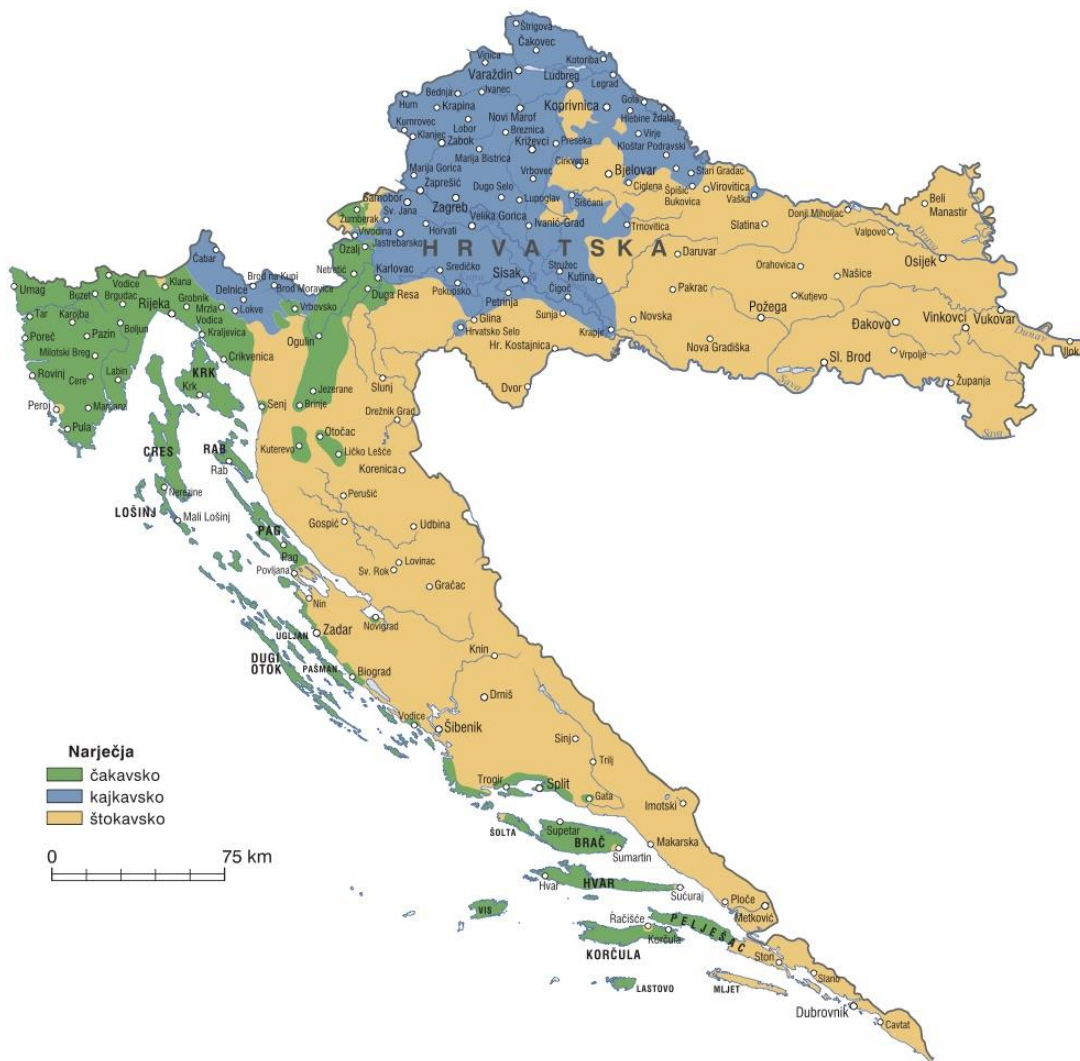 Štrigova
Čakovec
Vinica
Kotoriba
Varaždin
Ludbreg
Legrad
Bednja
Ivanec
Hum
Krapina
Koprivnica
Gola
Novi Marof
Hlebine
Ždala
Kumrovec
Lobor
Breznica
Virje
Klanjec
Zabok
Križevci
Preseka
Kloštar Podravski
Marija Bistrica
Cirkvena
Marija Gorica
Vrbovec
Bjelovar
Stari Gradac
Zaprešić
Dugo Selo
Ciglena
Špišić
Bukovica
Virovitica
Samobor
Zagreb
Lupoglav
Siščani
Vaška
Beli
Manastir
Sv. Jana
Žumberak
Velika Gorica
Ivanić-Grad
Trnovitica
Slatina
Donji Miholjac
Vivodina
Horvati
Valpovo
Drava
Jastrebarsko
HRVATSKA
Ozalj
Daruvar
Osijek
Čabar
Netretić
Karlovac
Sredičko
Sisak
Stružec
Orahovica
Našice
Kutina
Umag
Vodice
Klana
Delnice
Brod na Kupi
Brod Moravice
Pokupsko
Čigoč
Pakrac
Kutjevo
Buzet
Brgudac
Grobnik
Duga Resa
Petrinja
Požega
Vukovar
Tar
Karojba
Rijeka
Mrzla
Vodica
Lokve
Vrbovsko
Glina
Sunja
Krapje
Novska
Đakovo
Vinkovci
Dunav
Poreč
Pazin
Boljun
Kraljevica
Hrvatsko Selo
Ilok
Milotski Breg
Crikvenica
Ogulin
Hr. Kostajnica
Nova Gradiška
Vrpolje
Rovinj
Cere
Labin
KRK
Slunj
Dvor
Sl. Brod
Županja
Sava
Krk
Jezerane
Peroj
Marčana
Senj
Brinje
Drežnik Grad
Sava
Pula
Otočac
CRES
RAB
Kuterevo
Ličko Lešće
Rab
Korenica
Nerezine
Perušić
LOŠINJ
Mali Lošinj
PAG
Gospić
Udbina
Pag
Lovinac
Povljana
Sv. Rok
Gračac
Nin
Novigrad
UGLJAN
Zadar
DUGI
OTOK
PAŠMAN
Biograd
Knin
Drniš
Vodice
Šibenik
Sinj
Trilj
Narječja
čakavsko
kajkavsko
štokavsko
Trogir
Split
Gata
Imotski
0
75 km
ŠOLTA
Supetar
BRAČ
Sumartin
Makarska
Hvar
HVAR
Sućuraj
Ploče
VIS
Metković
Račišće
PELJEŠAC
Korčula
KORČULA
Ston
Slano
LASTOVO
MLJET
Dubrovnik
Cavtat